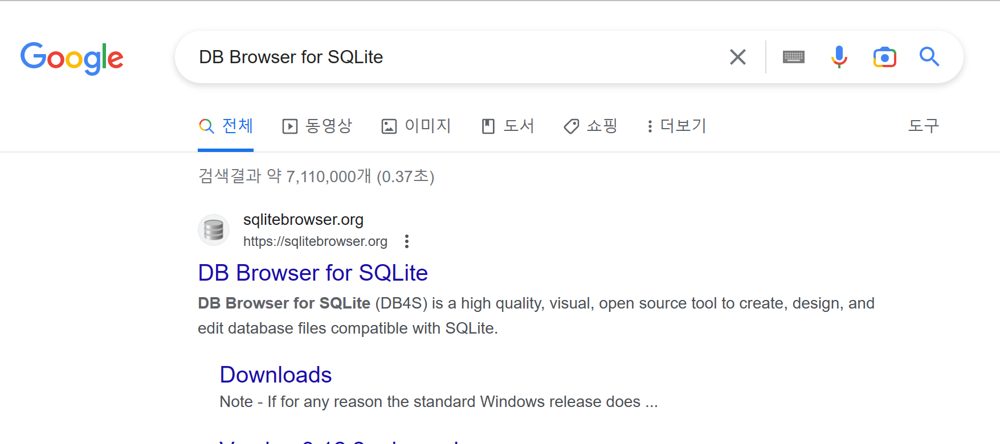 Google
DB Browser for SQLite
전체 동영상 이미지 도서 쇼핑 더보기 도구
검색결과 약 7,110,000개 (0.37초)
sqlitebrowser.org
https://sqlitebrowser.org
DB Browser for SQLite
DB Browser for SQLite (DB4S) is a high quality, visual, open source tool to create, design, and
edit database files compatible with SQLite.
Downloads
Note - If for any reason the standard Windows release does ...